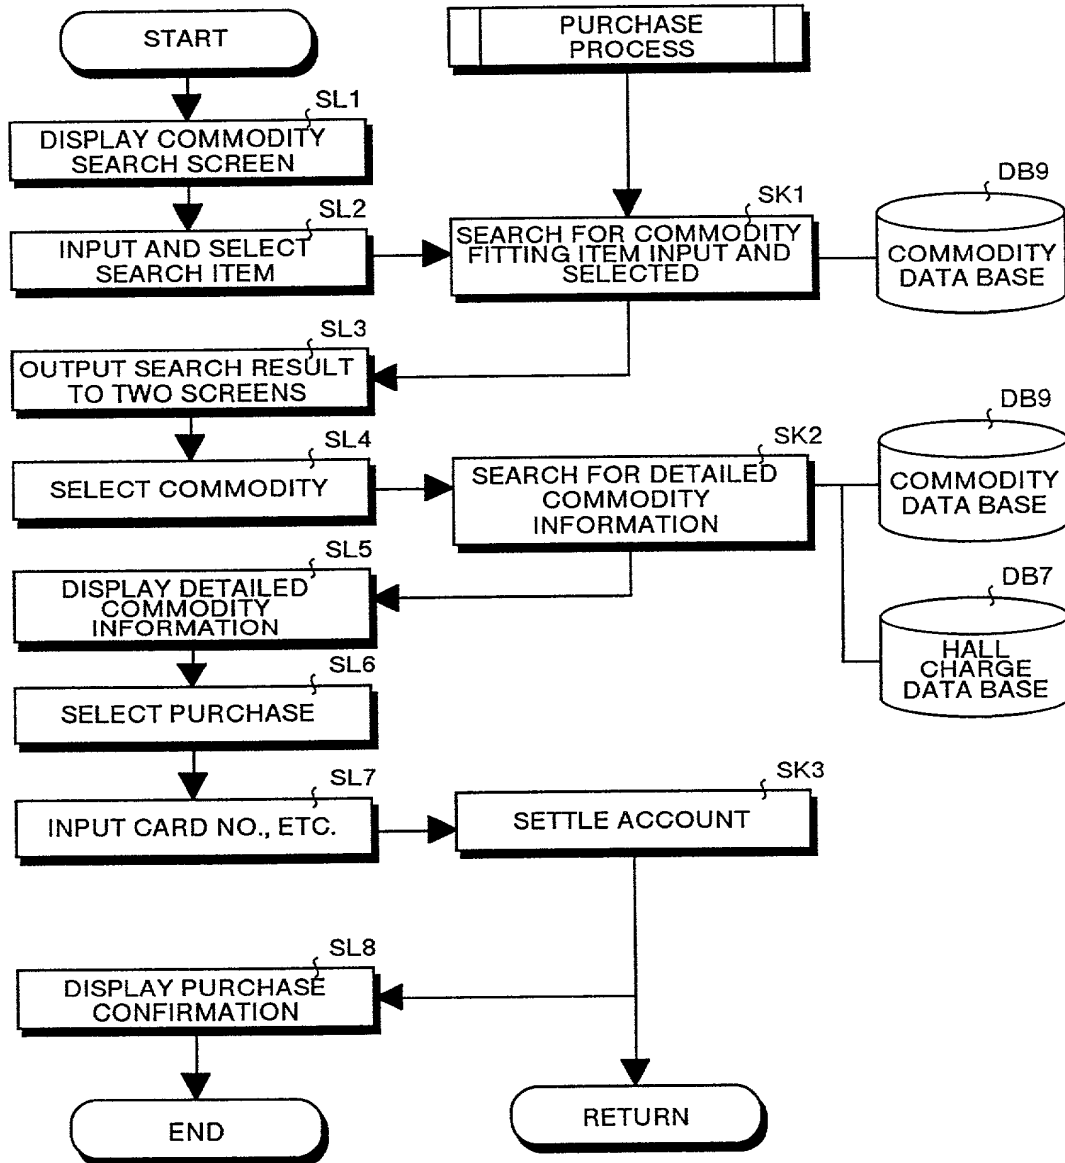 START
PURCHASE
PROCESS
SL1
DISPLAY COMMODITY
SEARCH SCREEN
SL2
INPUT AND SELECT
SEARCH ITEM
SK1
SEARCH FOR COMMODITY
FITTING ITEM INPUT AND
SELECTED
DB9
COMMODITY
DATA BASE
SL3
OUTPUT SEARCH RESULT
TO TWO SCREENS
SL4
SELECT COMMODITY
SK2
SEARCH FOR DETAILED
COMMODITY
INFORMATION
DB9
COMMODITY
DATA BASE
SL5
DISPLAY DETAILED
COMMODITY
INFORMATION
DB7
HALL
CHARGE
DATA BASE
SL6
SELECT PURCHASE
SL7
INPUT CARD NO., ETC.
SK3
SETTLE ACCOUNT
SL8
DISPLAY PURCHASE
CONFIRMATION
END
RETURN